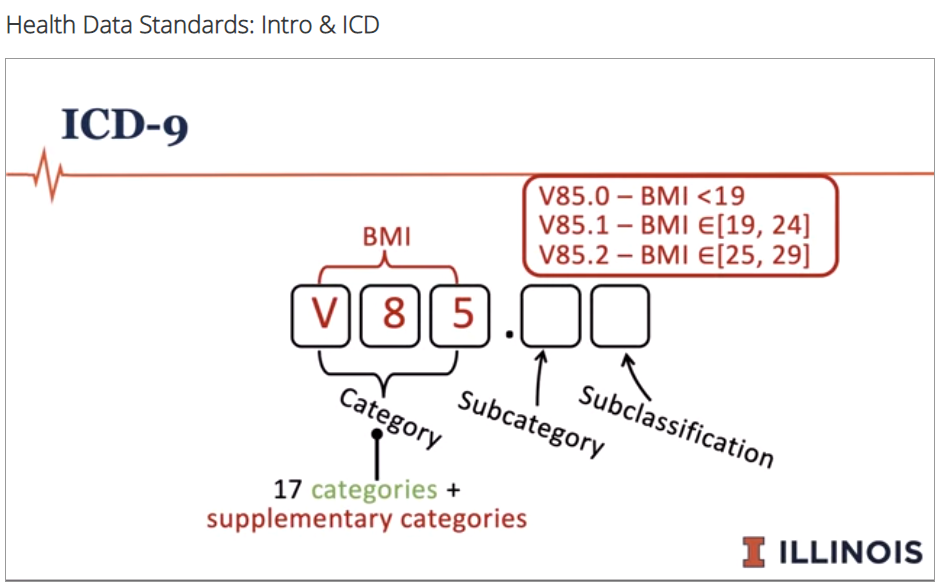 Health Data Standards: Intro & ICD
ICD-9
V85.0 – BMI <19
V85.1 – BMI ∈[19, 24]
V85.2 – BMI ∈[25, 29]
BMI
V 8 5 .
Category
Subcategory
Subclassification
17 categories +
supplementary categories
I ILLINOIS